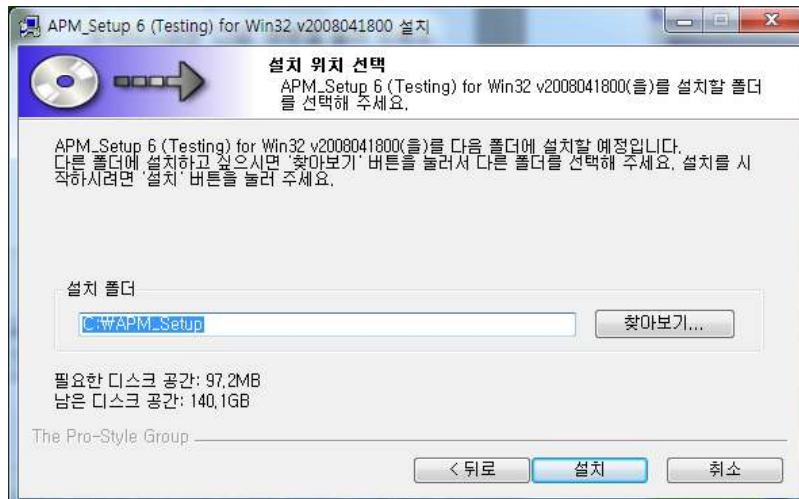 APM_Setup 6 (Testing) for Win32 v2008041800 설치
설치 위치 선택
APM_Setup 6 (Testing) for Win32 v2008041800(을)를 설치할 폴더
를 선택해 주세요.
APM_Setup 6 (Testing) for Win32 v2008041800(을)를 다음 폴더에 설치할 예정입니다.
다른 폴더에 설치하고 싶으시면 '찾아보기' 버튼을 눌러서 다른 폴더를 선택해 주세요. 설치를 시
작하시려면 '설치' 버튼을 눌러 주세요.
설치 폴더
C:₩APM_Setup
찾아보기...
필요한 디스크 공간: 97.2MB
남은 디스크 공간: 140.1GB
The Pro-Style Group
< 뒤로
설치
취소